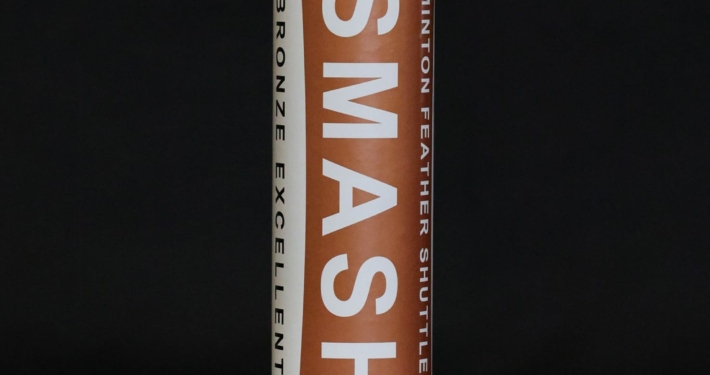 SMASH
MINTON FEATHER SHUTTLE
BRONZE EXCELLENT